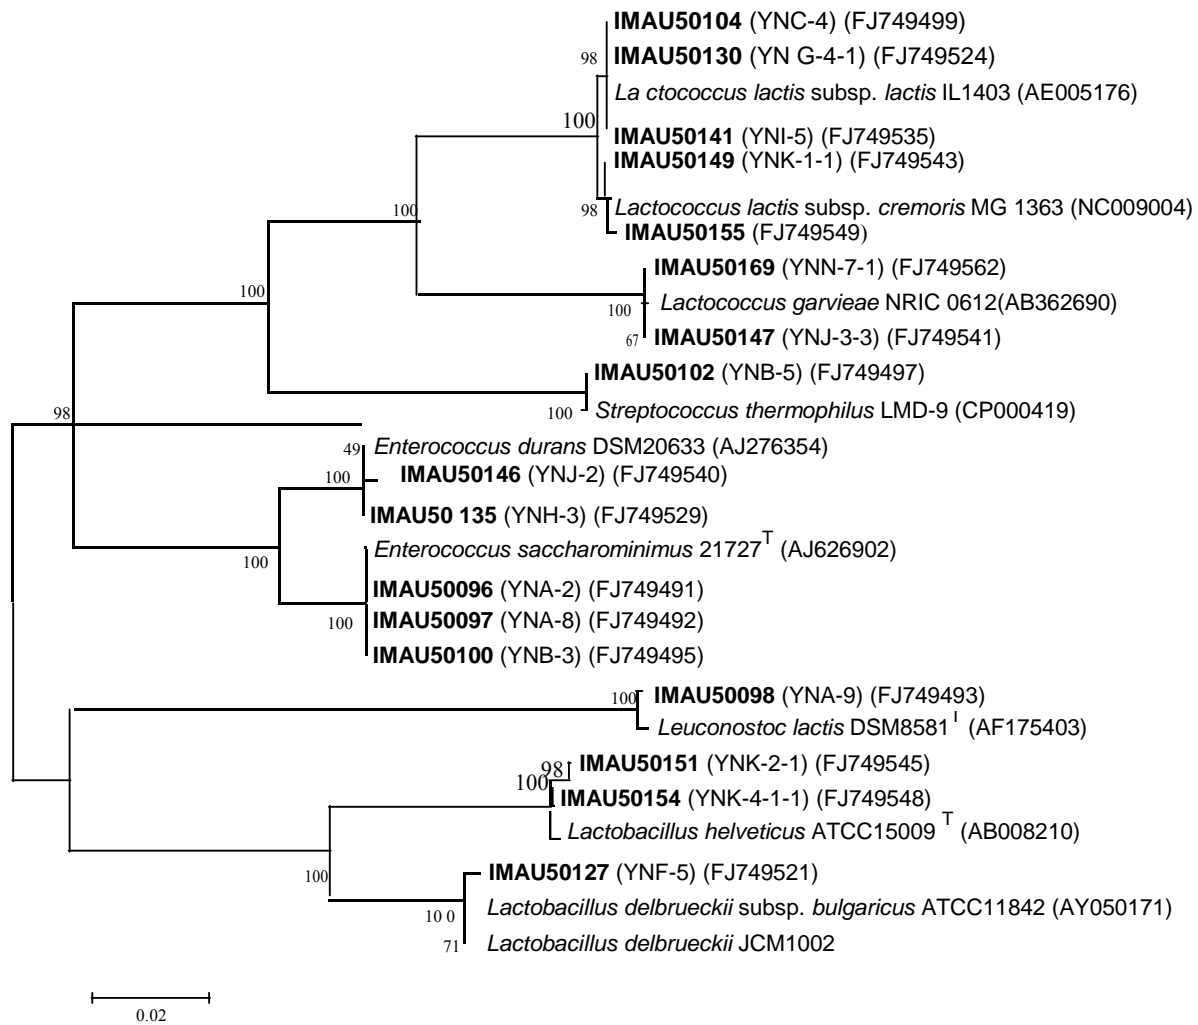 IMAU50104 (YNC-4) (FJ749499)
98
IMAU50130 (YN G-4-1) (FJ749524)
La ctococcus lactis subsp. lactis IL1403 (AE005176)
100
IMAU50141 (YNI-5) (FJ749535)
IMAU50149 (YNK-1-1) (FJ749543)
100
98
Lactococcus lactis subsp. cremoris MG 1363 (NC009004)
IMAU50155 (FJ749549)
IMAU50169 (YNN-7-1) (FJ749562)
100
100
Lactococcus garvieae NRIC 0612(AB362690)
67
IMAU50147 (YNJ-3-3) (FJ749541)
IMAU50102 (YNB-5) (FJ749497)
98
100
Streptococcus thermophilus LMD-9 (CP000419)
49
Enterococcus durans DSM20633 (AJ276354)
100
IMAU50146 (YNJ-2) (FJ749540)
IMAU50 135 (YNH-3) (FJ749529)
100
Enterococcus saccharominimus 21727T (AJ626902)
IMAU50096 (YNA-2) (FJ749491)
100
IMAU50097 (YNA-8) (FJ749492)
IMAU50100 (YNB-3) (FJ749495)
100
IMAU50098 (YNA-9) (FJ749493)
Leuconostoc lactis DSM8581T (AF175403)
98
IMAU50151 (YNK-2-1) (FJ749545)
100
IMAU50154 (YNK-4-1-1) (FJ749548)
Lactobacillus helveticus ATCC15009 T (AB008210)
100
IMAU50127 (YNF-5) (FJ749521)
10 0
Lactobacillus delbrueckii subsp. bulgaricus ATCC11842 (AY050171)
71
Lactobacillus delbrueckii JCM1002
0.02